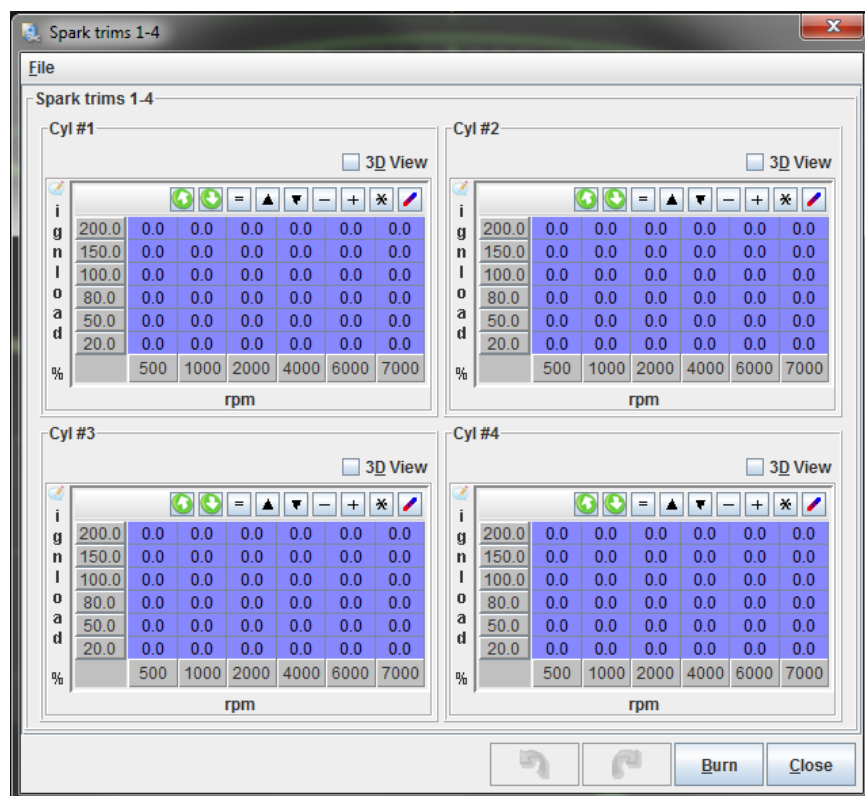 Spark trims 1-4
File
Spark trims 1-4
Cyl #1
3D View
= − + *
ignload
%
200.0 0.0 0.0 0.0 0.0 0.0 0.0
150.0 0.0 0.0 0.0 0.0 0.0 0.0
100.0 0.0 0.0 0.0 0.0 0.0 0.0
80.0 0.0 0.0 0.0 0.0 0.0 0.0
50.0 0.0 0.0 0.0 0.0 0.0 0.0
20.0 0.0 0.0 0.0 0.0 0.0 0.0
500 1000 2000 4000 6000 7000
rpm
Cyl #2
3D View
= − + *
ignload
%
200.0 0.0 0.0 0.0 0.0 0.0 0.0
150.0 0.0 0.0 0.0 0.0 0.0 0.0
100.0 0.0 0.0 0.0 0.0 0.0 0.0
80.0 0.0 0.0 0.0 0.0 0.0 0.0
50.0 0.0 0.0 0.0 0.0 0.0 0.0
20.0 0.0 0.0 0.0 0.0 0.0 0.0
500 1000 2000 4000 6000 7000
rpm
Cyl #3
3D View
= − + *
ignload
%
200.0 0.0 0.0 0.0 0.0 0.0 0.0
150.0 0.0 0.0 0.0 0.0 0.0 0.0
100.0 0.0 0.0 0.0 0.0 0.0 0.0
80.0 0.0 0.0 0.0 0.0 0.0 0.0
50.0 0.0 0.0 0.0 0.0 0.0 0.0
20.0 0.0 0.0 0.0 0.0 0.0 0.0
500 1000 2000 4000 6000 7000
rpm
Cyl #4
3D View
= − + *
ignload
%
200.0 0.0 0.0 0.0 0.0 0.0 0.0
150.0 0.0 0.0 0.0 0.0 0.0 0.0
100.0 0.0 0.0 0.0 0.0 0.0 0.0
80.0 0.0 0.0 0.0 0.0 0.0 0.0
50.0 0.0 0.0 0.0 0.0 0.0 0.0
20.0 0.0 0.0 0.0 0.0 0.0 0.0
500 1000 2000 4000 6000 7000
rpm
Burn
Close